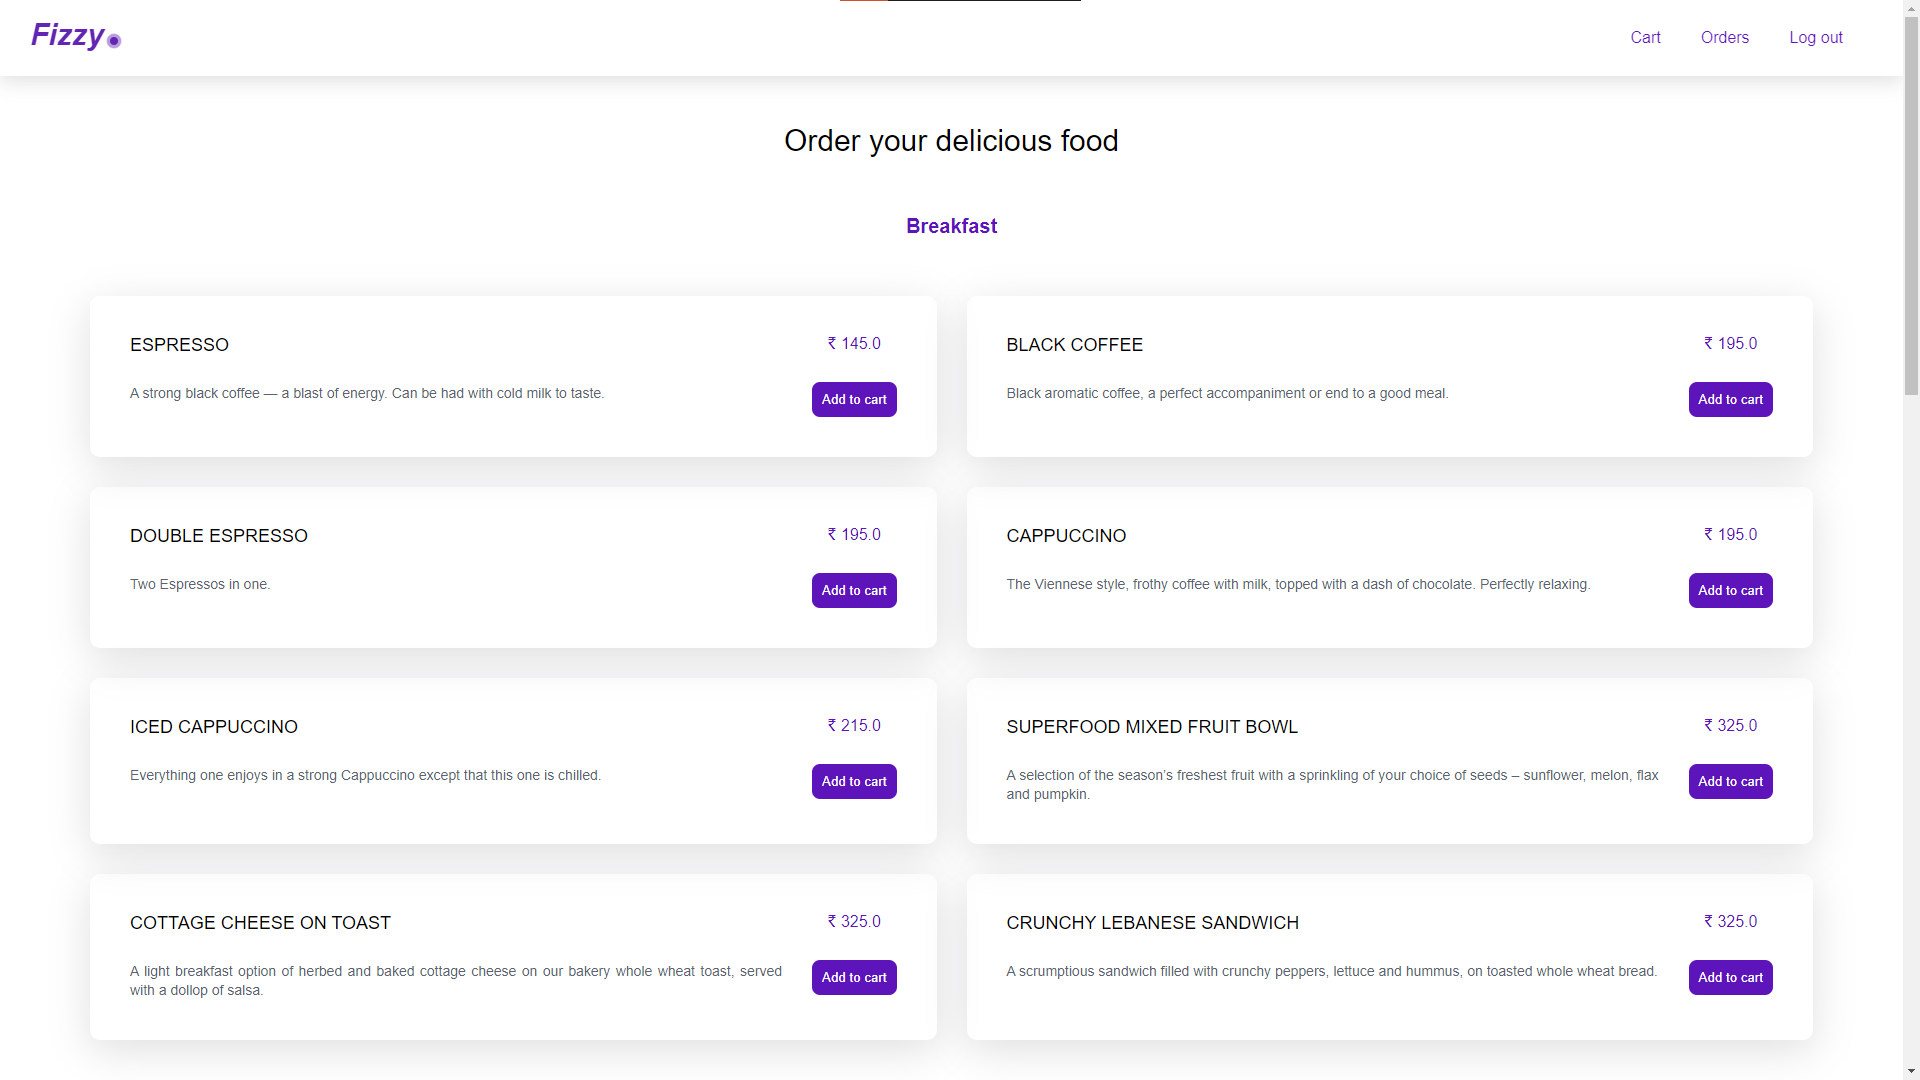 Fizzy
Cart
Orders
Log out
Order your delicious food
Breakfast
ESPRESSO
₹ 145.0
A strong black coffee — a blast of energy. Can be had with cold milk to taste.
Add to cart
BLACK COFFEE
₹ 195.0
Black aromatic coffee, a perfect accompaniment or end to a good meal.
Add to cart
DOUBLE ESPRESSO
₹ 195.0
Two Espressos in one.
Add to cart
CAPPUCCINO
₹ 195.0
The Viennese style, frothy coffee with milk, topped with a dash of chocolate. Perfectly relaxing.
Add to cart
ICED CAPPUCCINO
₹ 215.0
Everything one enjoys in a strong Cappuccino except that this one is chilled.
Add to cart
SUPERFOOD MIXED FRUIT BOWL
₹ 325.0
A selection of the season’s freshest fruit with a sprinkling of your choice of seeds – sunflower, melon, flax
and pumpkin.
Add to cart
COTTAGE CHEESE ON TOAST
₹ 325.0
A light breakfast option of herbed and baked cottage cheese on our bakery whole wheat toast, served
with a dollop of salsa.
Add to cart
CRUNCHY LEBANESE SANDWICH
₹ 325.0
A scrumptious sandwich filled with crunchy peppers, lettuce and hummus, on toasted whole wheat bread.
Add to cart